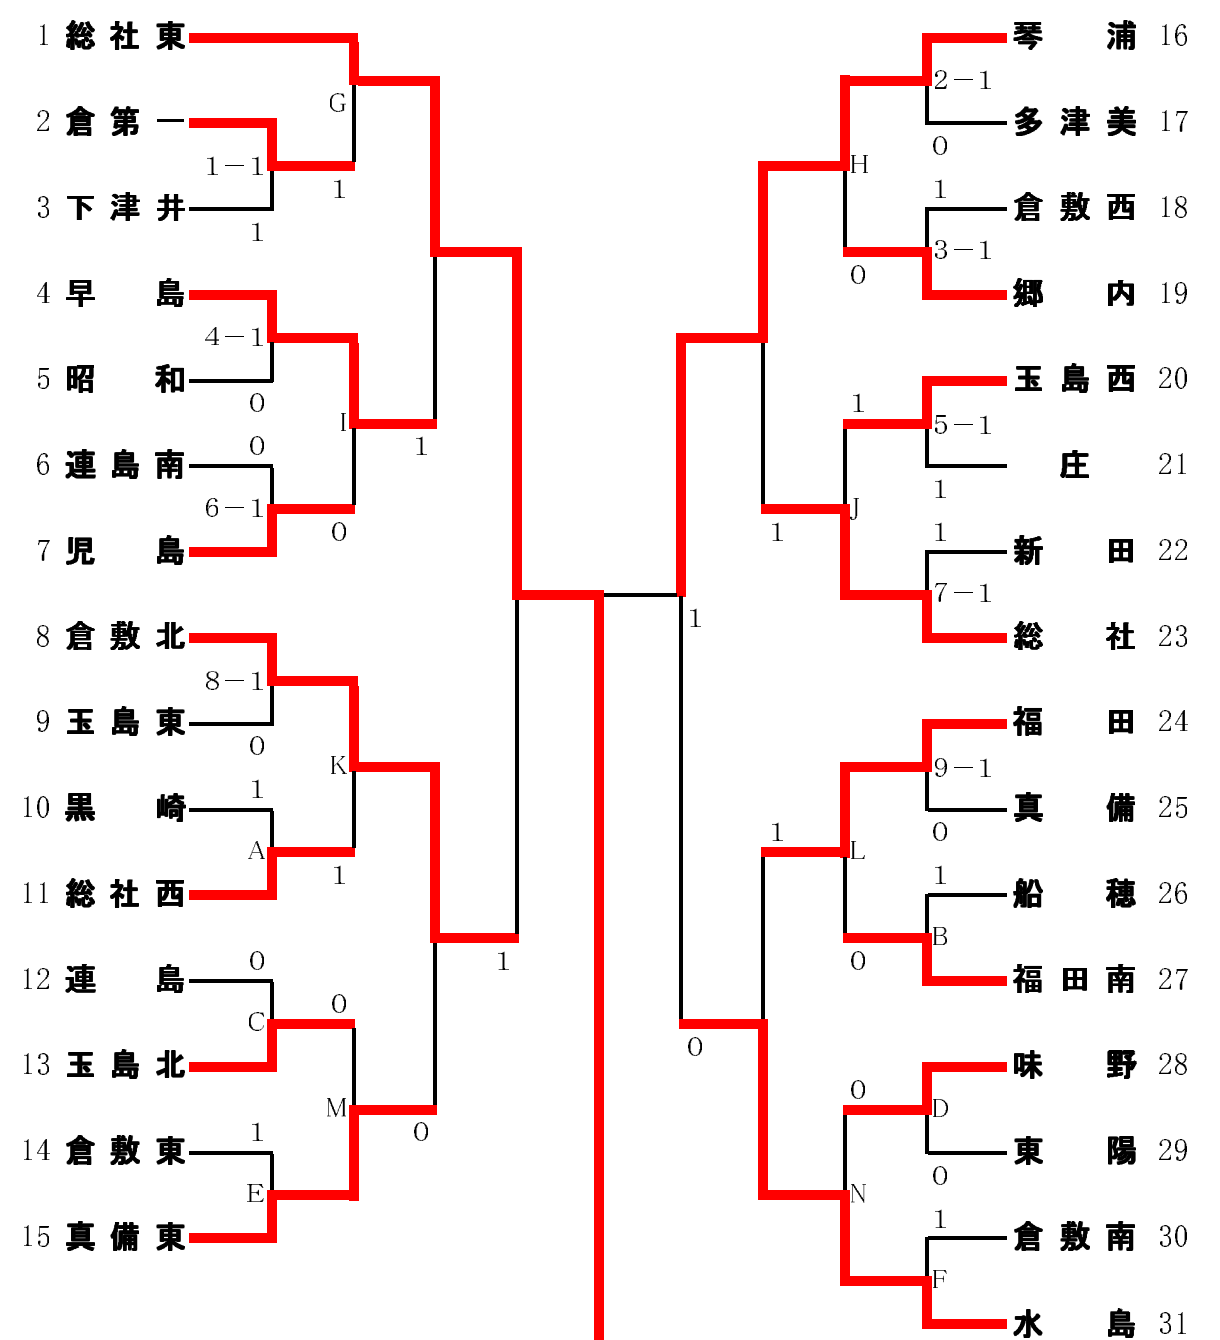 1 総社東
G
2 倉第一
1－1
1
3 下津井
1
4 早島
4－1
5 昭和
0
I
1
0
6 連島南
6－1
0
7 児島
8 倉敷北
8－1
9 玉島東
0
K
1
10 黒崎
A
1
11 総社西
1
0
12 連島
0
C
13 玉島北
M
0
1
14 倉敷東
E
15 真備東
琴浦 16
2－1
多津美 17
0
H
1
倉敷西 18
3－1
0
郷内 19
玉島西 20
1
5－1
庄 21
1
J
1
1
新田 22
7－1
1
総社 23
福田 24
9－1
真備 25
1
0
L
1
船穂 26
B
0
福田南 27
0
味野 28
0
D
東陽 29
0
N
1
倉敷南 30
F
水島 31